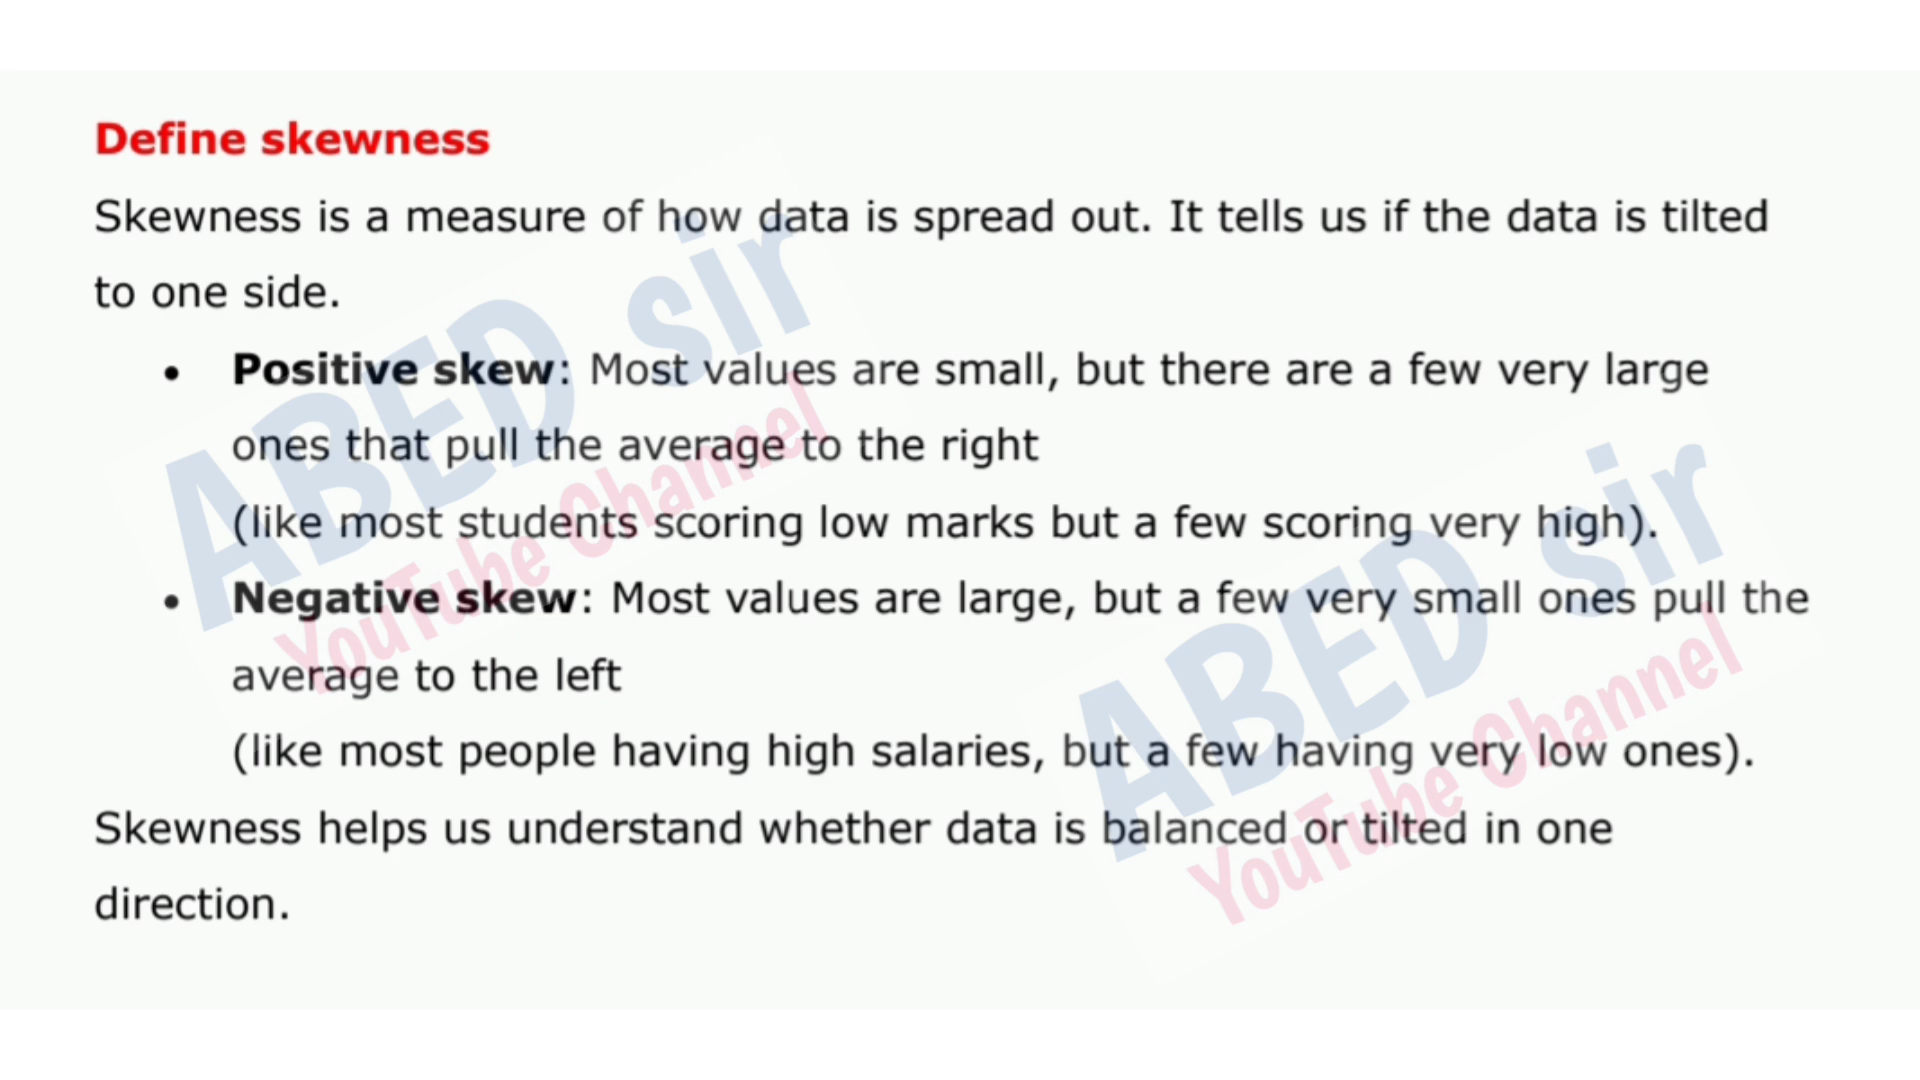 Define skewness
Skewness is a measure of how data is spread out. It tells us if the data is tilted
to one side.
• Positive skew: Most values are small, but there are a few very large
ones that pull the average to the right
(like most students scoring low marks but a few scoring very high).
• Negative skew: Most values are large, but a few very small ones pull the
average to the left
(like most people having high salaries, but a few having very low ones).
Skewness helps us understand whether data is balanced or tilted in one
direction.
ABED sir
YouTube Channel
ABED sir
YouTube Channel